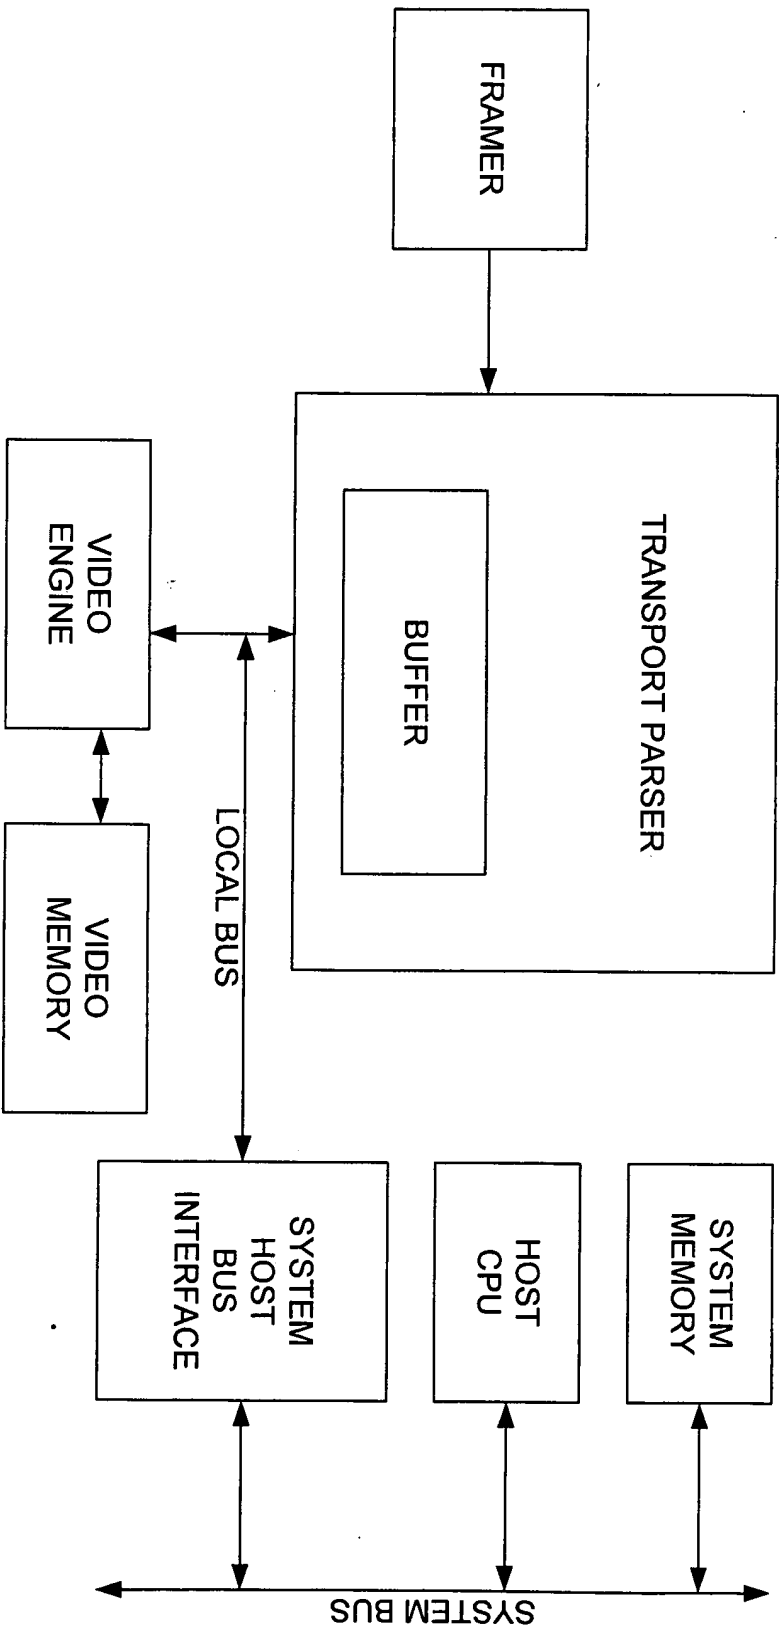 FRAMER
TRANSPORT PARSER
BUFFER
SYSTEM
MEMORY
HOST
CPU
SYSTEM
HOST
BUS
INTERFACE
LOCAL BUS
VIDEO
ENGINE
VIDEO
MEMORY
SYSTEM BUS